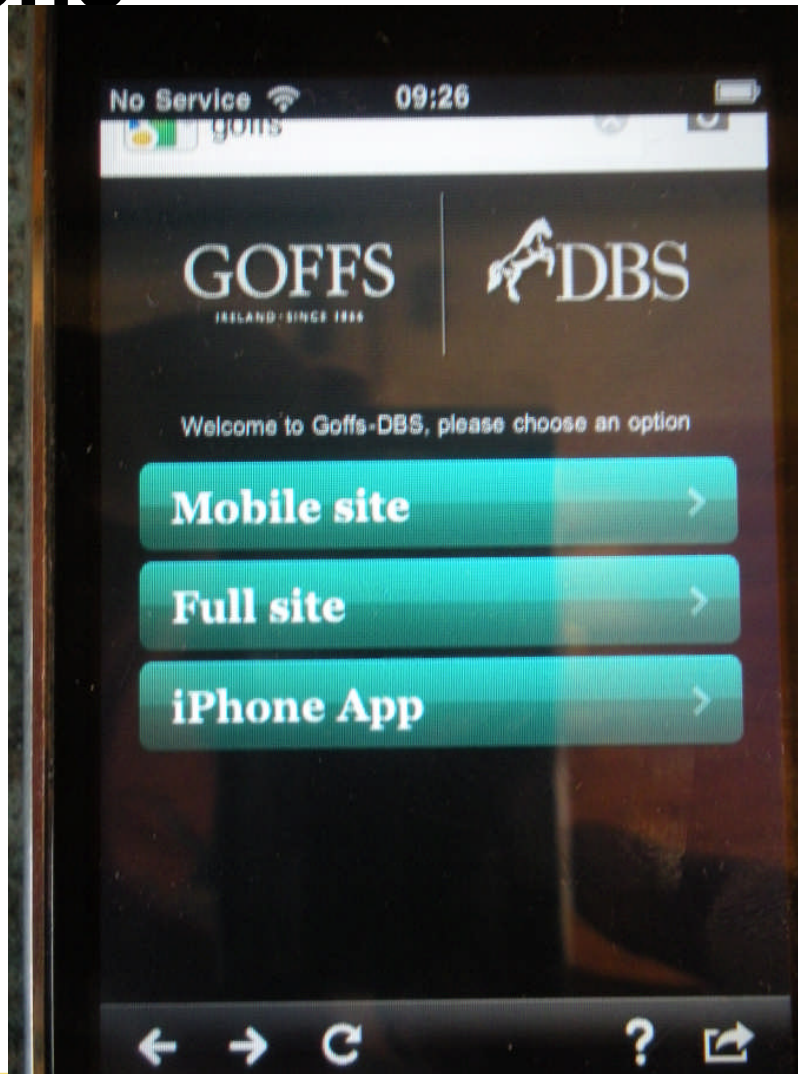 No Service 09:26
goffs
GOFFS
IRELAND·SINCE 1866
DBS
Welcome to Goffs-DBS, please choose an option
Mobile site
Full site
iPhone App
?